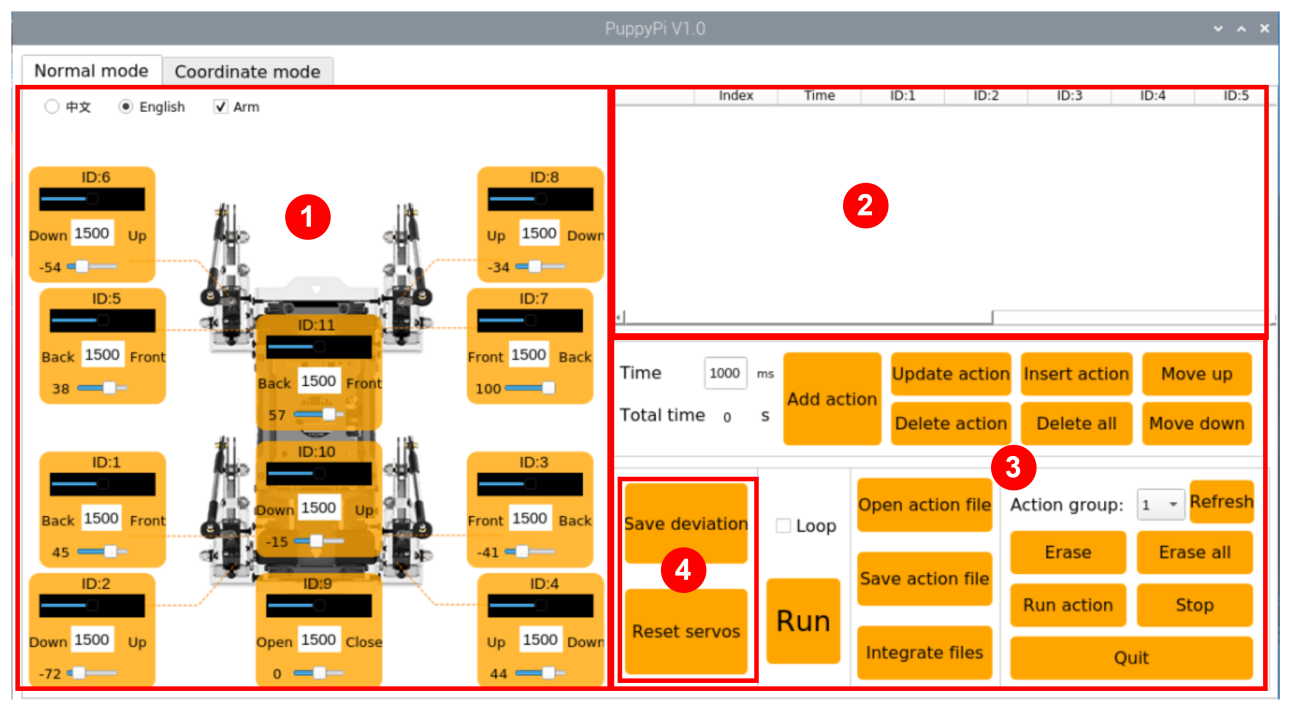 PuppyPi V1.0
Normal mode Coordinate mode
中文 English Arm
Index Time ID:1 ID:2 ID:3 ID:4 ID:5
1
2
ID:6
Down 1500 Up
-54
ID:8
Up 1500 Down
-34
ID:5
Back 1500 Front
38
ID:11
Back 1500 Front
57
ID:7
Front 1500 Back
100
ID:1
Back 1500 Front
45
ID:10
Down 1500 Up
-15
ID:3
Front 1500 Back
-41
ID:2
Down 1500 Up
-72
ID:9
Open 1500 Close
0
ID:4
Up 1500 Down
44
Time 1000 ms
Total time 0 S
Add action
Update action Insert action Move up
Delete action Delete all Move down
3
Save deviation
4
Reset servos
Loop
Run
Open action file
Save action file
Integrate files
Action group: 1 Refresh
Erase Erase all
Run action Stop
Quit